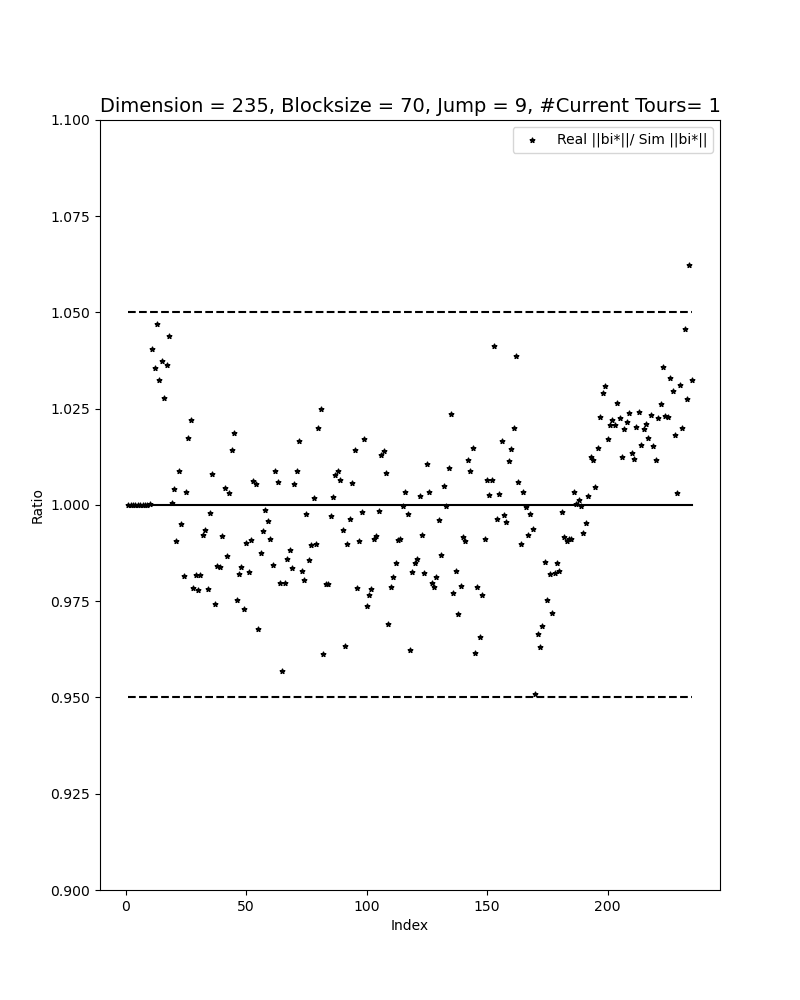 Dimension = 235, Blocksize = 70, Jump = 9, #Current Tours= 1
Real ||bi*||/ Sim ||bi*||
1.100
1.075
1.050
1.025
1.000
0.975
0.950
0.925
0.900
Ratio
0 50 100 150 200
Index